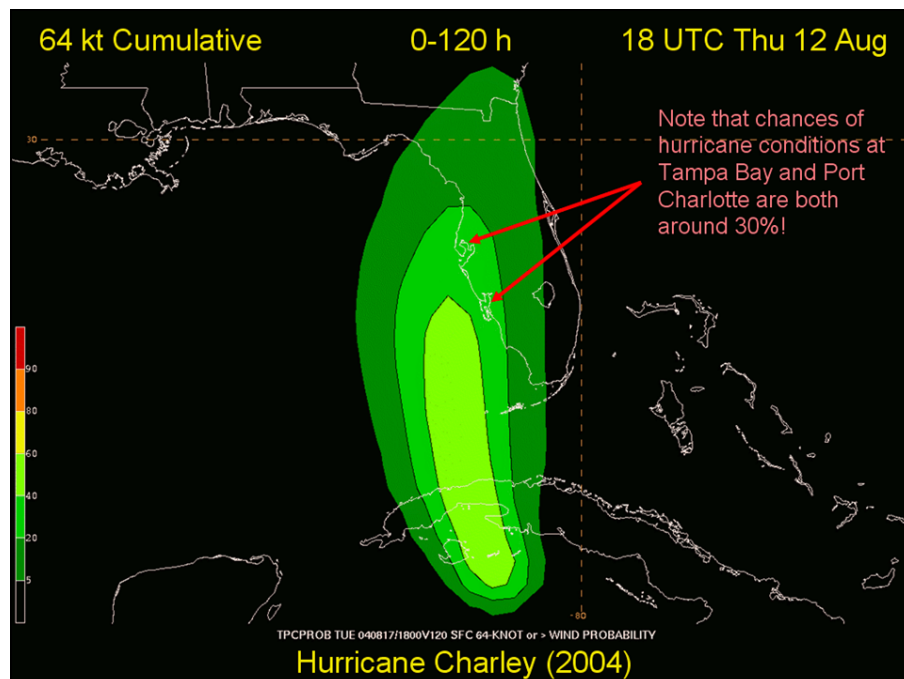 64 kt Cumulative 0-120 h 18 UTC Thu 12 Aug
Note that chances of
hurricane conditions at
Tampa Bay and Port
Charlotte are both
around 30%!
30
90
80
60
40
20
5
-80
TPCPROB TUE 040817/1800V120 SFC 64-KNOT or > WIND PROBABILITY
Hurricane Charley (2004)